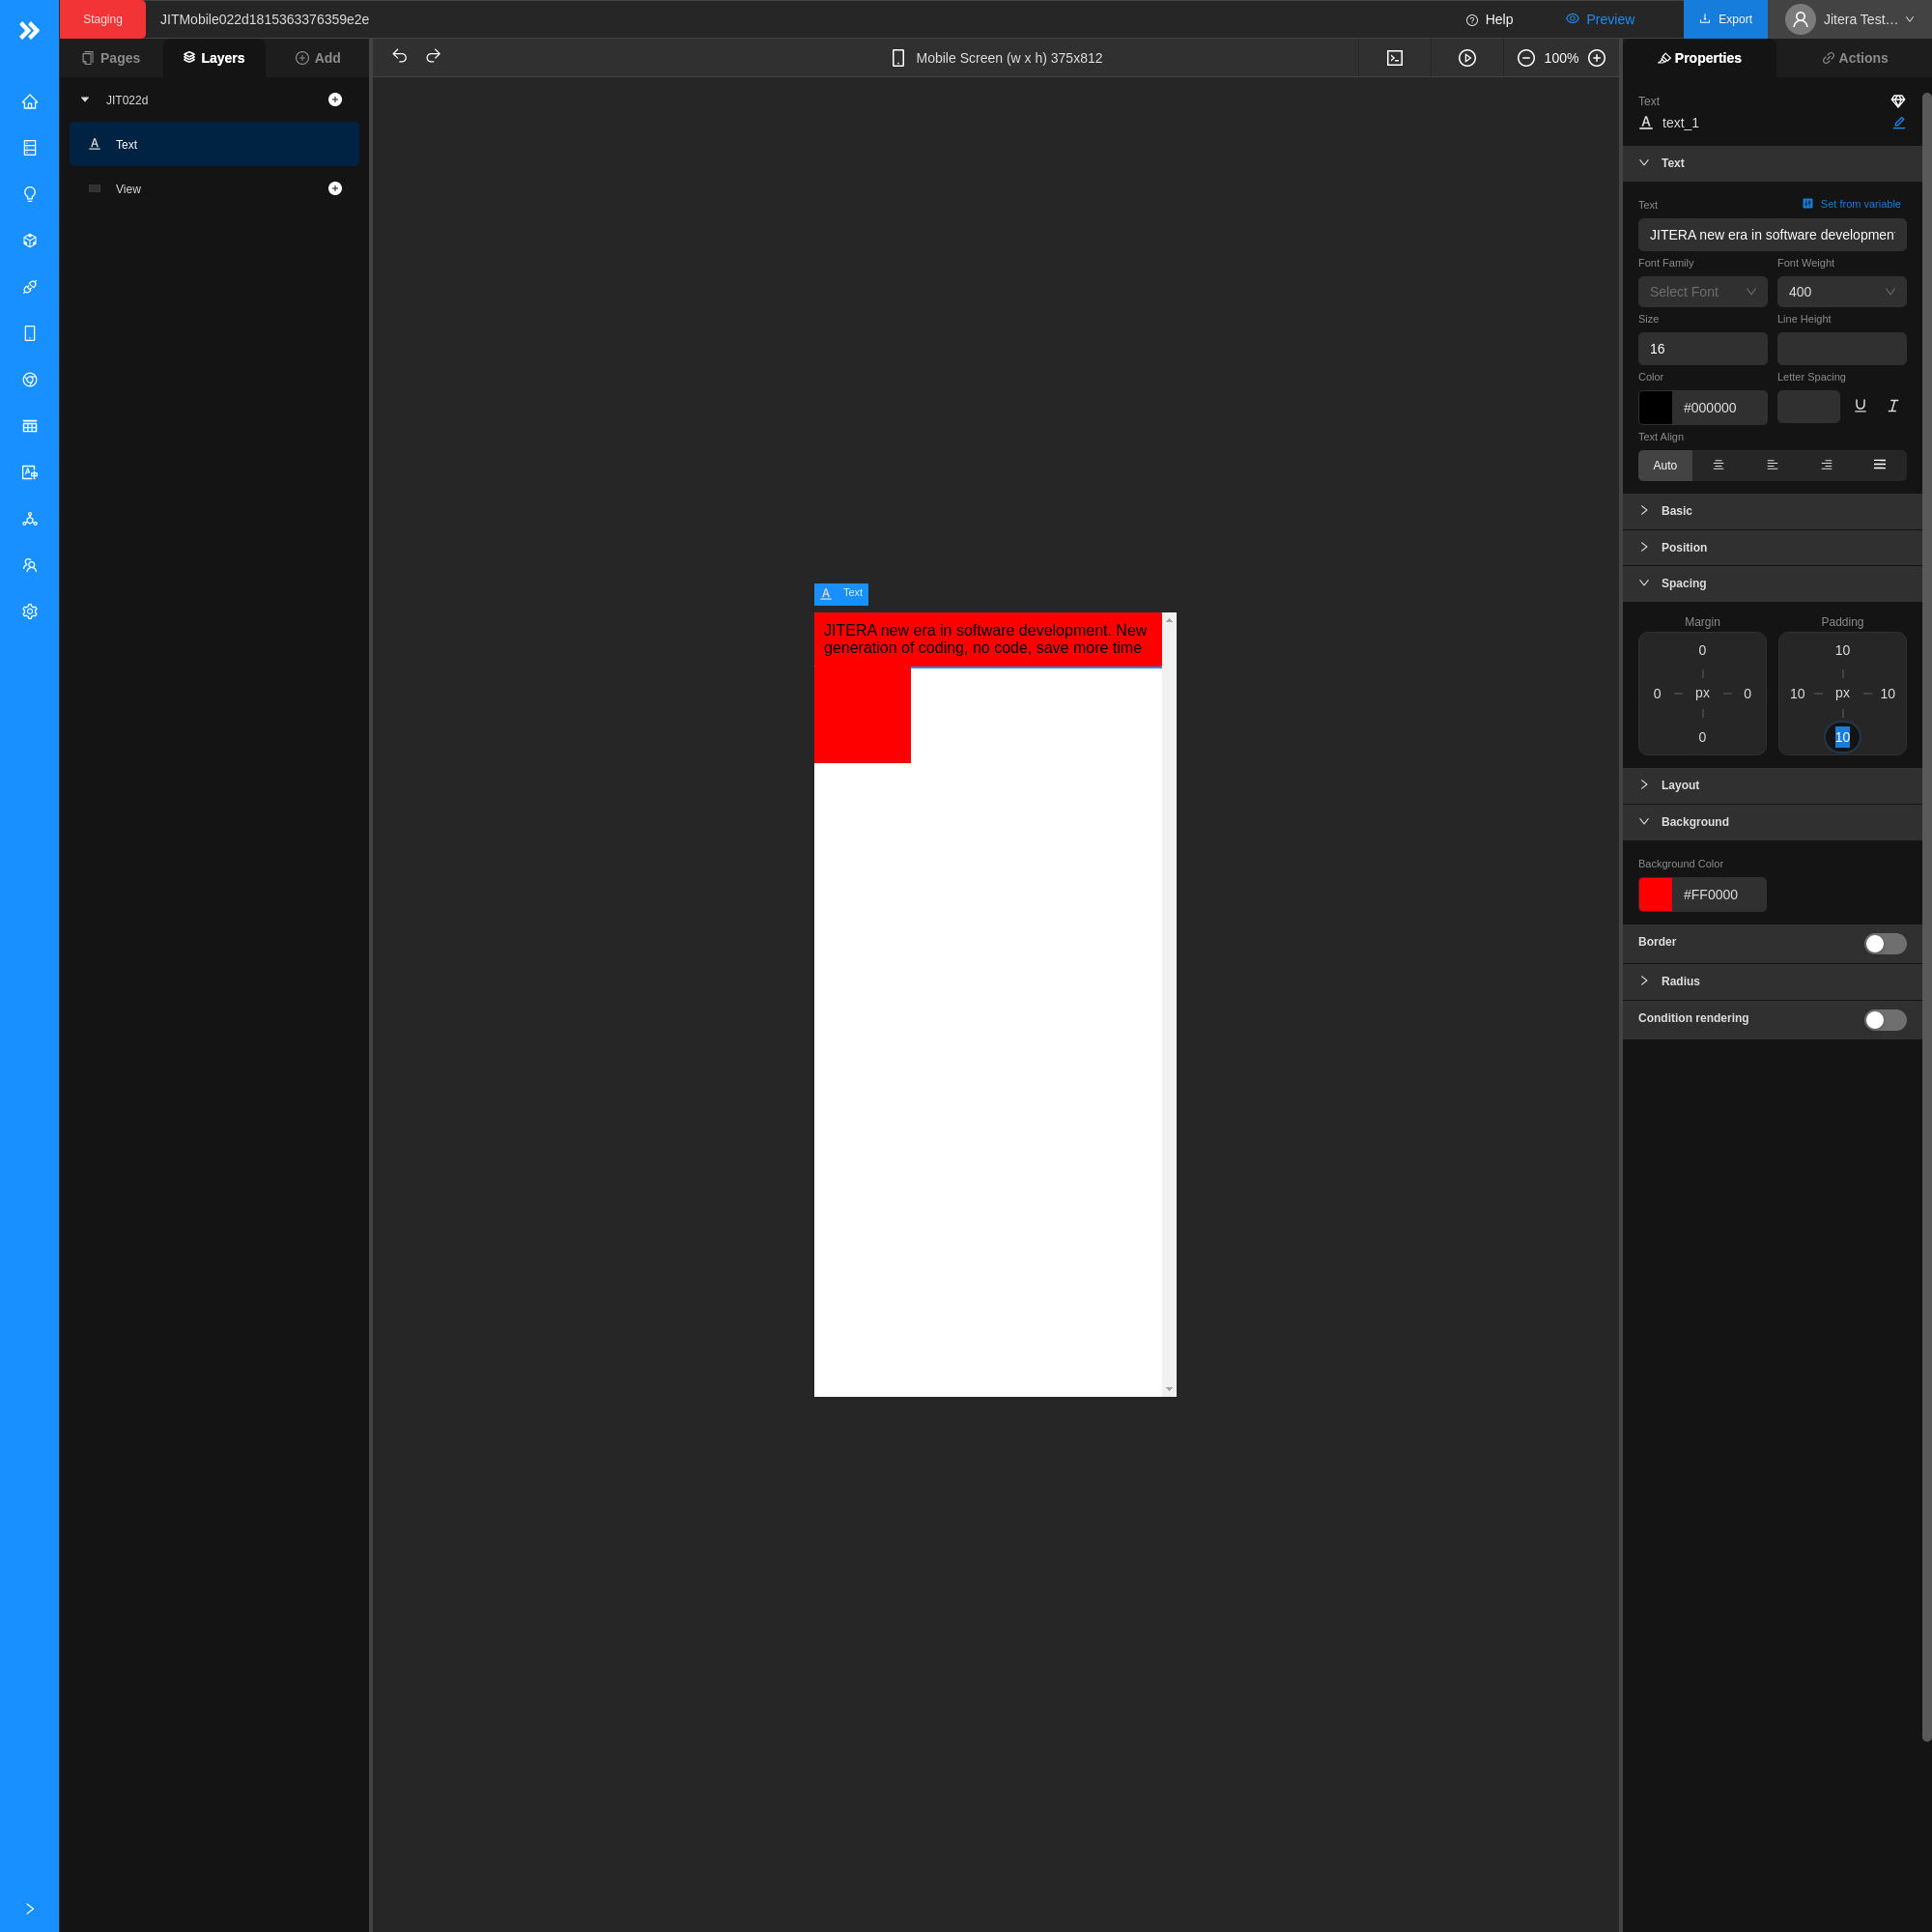 Staging
JITMobile022d1815363376359e2e
Help
Preview
Export
Jitera Test...
Pages
Layers
Add
Mobile Screen (w x h) 375x812
100%
Properties
Actions
JIT022d
Text
View
Text
text_1
Text
Text
Set from variable
JITERA new era in software developmen
Font Family
Font Weight
Select Font
400
Size
Line Height
16
Color
Letter Spacing
#000000
Text Align
Auto
Basic
Position
Spacing
Margin
Padding
0
10
0
px
0
10
px
10
0
10
Layout
Background
Background Color
#FF0000
Border
Radius
Condition rendering
Text
JITERA new era in software development. New
generation of coding, no code, save more time